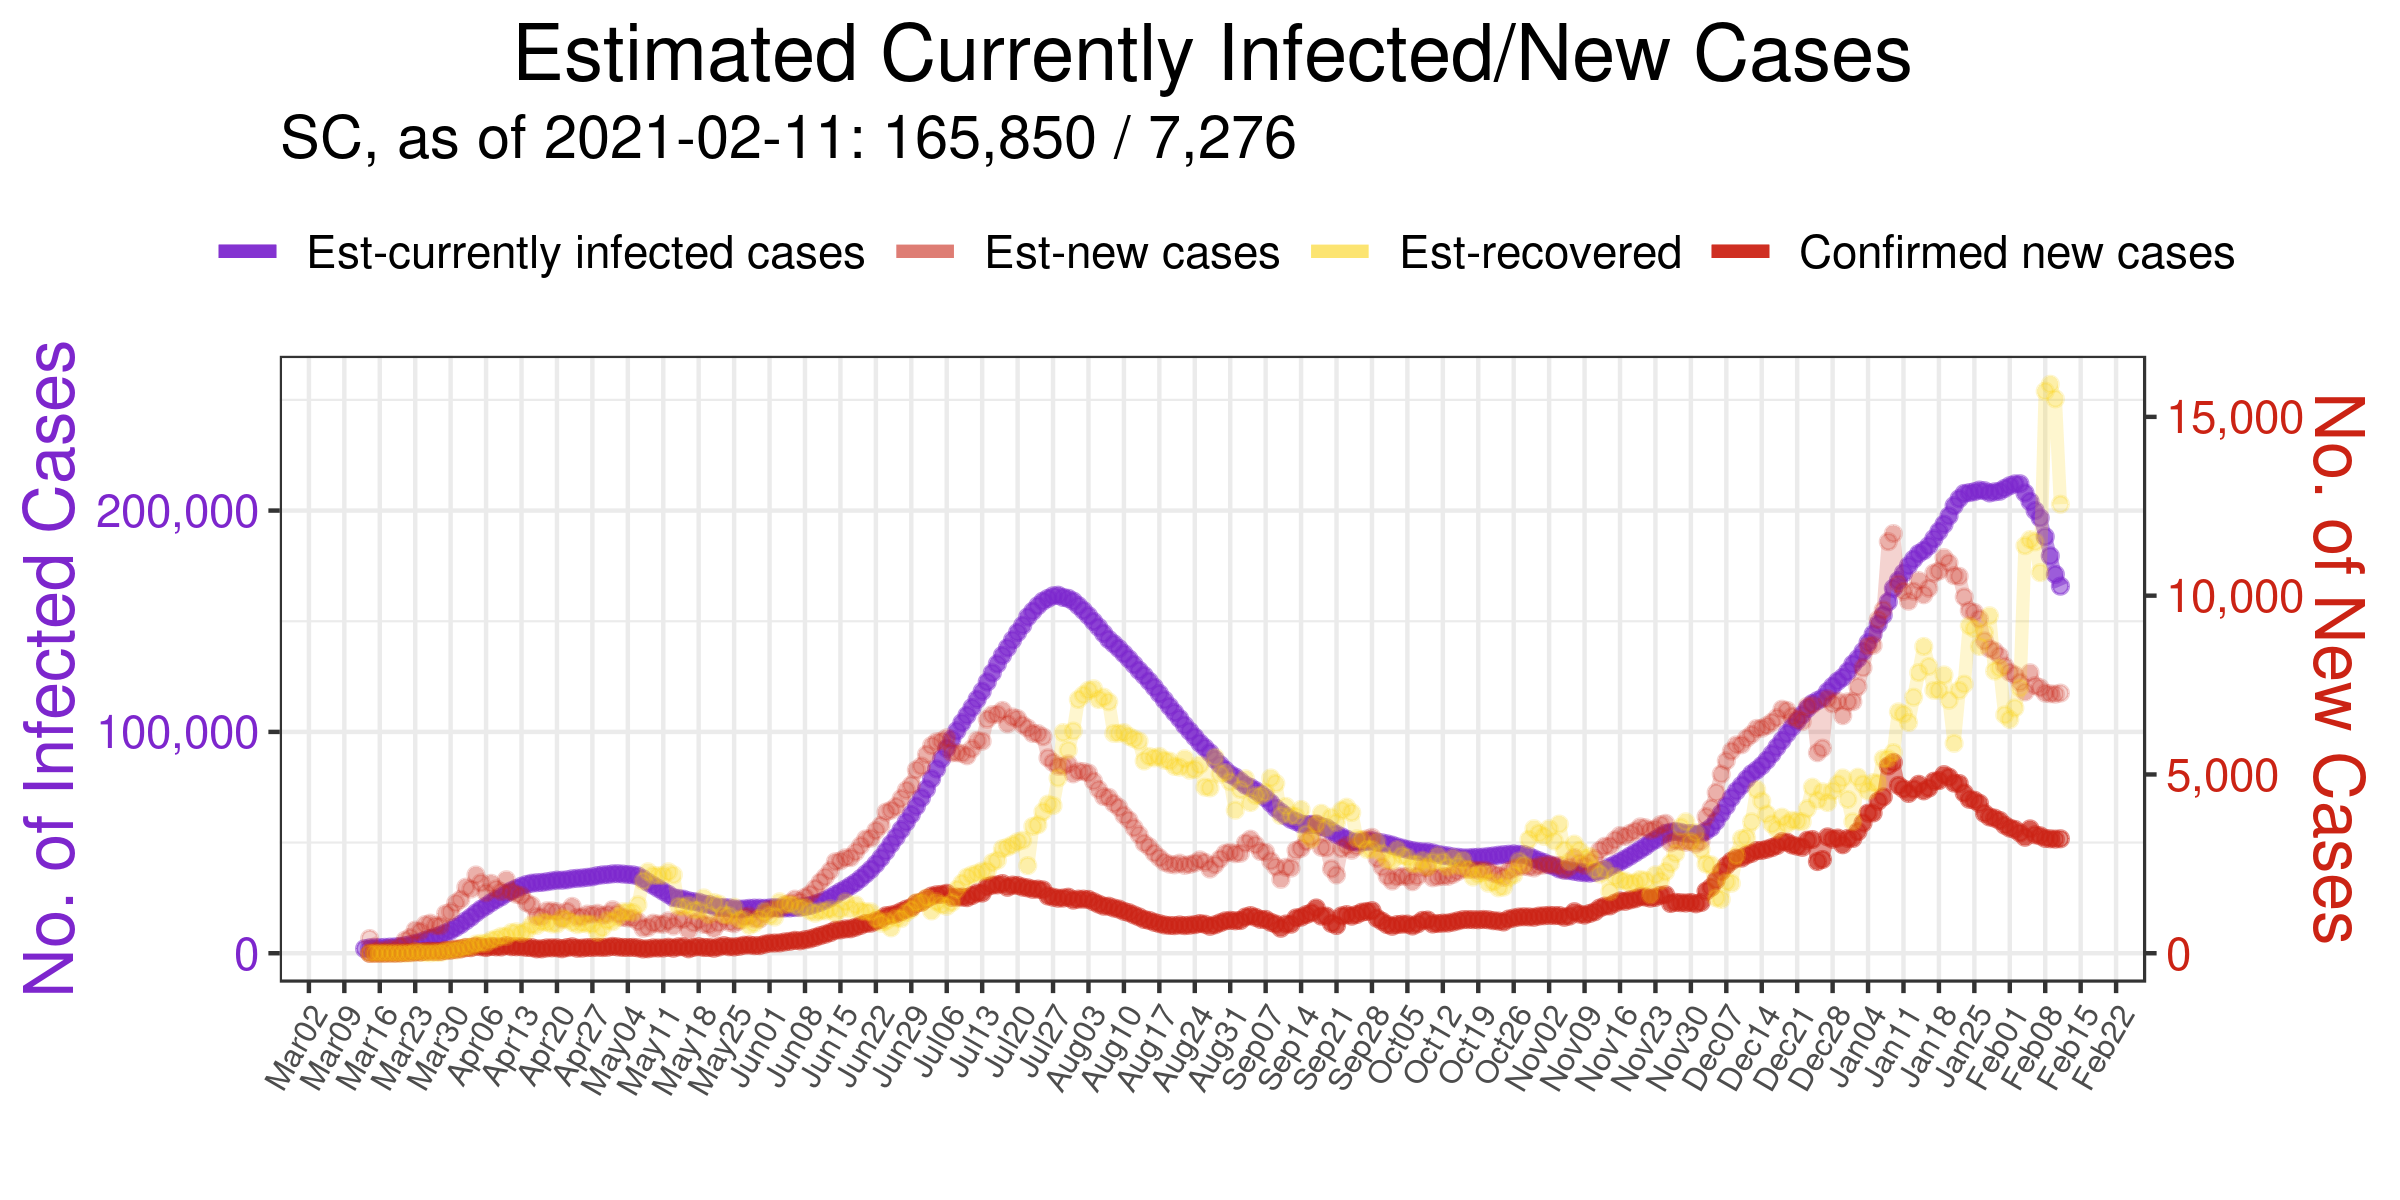 Estimated Currently Infected/New Cases
SC, as of 2021-02-11: 165,850 / 7,276
Est-currently infected cases Est-new cases Est-recovered Confirmed new cases
No. of Infected Cases
200,000
100,000
0
15,000
10,000
5,000
0
No. of New Cases
Mar02 Mar09 Mar16 Mar23 Mar30 Apr06 Apr13 Apr20 Apr27 May04 May11 May18 May25 Jun01 Jun08 Jun15 Jun22 Jun29 Jul06 Jul13 Jul20 Jul27 Aug03 Aug10 Aug17 Aug24 Aug31 Sep07 Sep14 Sep21 Sep28 Oct05 Oct12 Oct19 Oct26 Nov02 Nov09 Nov16 Nov23 Nov30 Dec07 Dec14 Dec21 Dec28 Jan04 Jan11 Jan18 Jan25 Feb01 Feb08 Feb15 Feb22